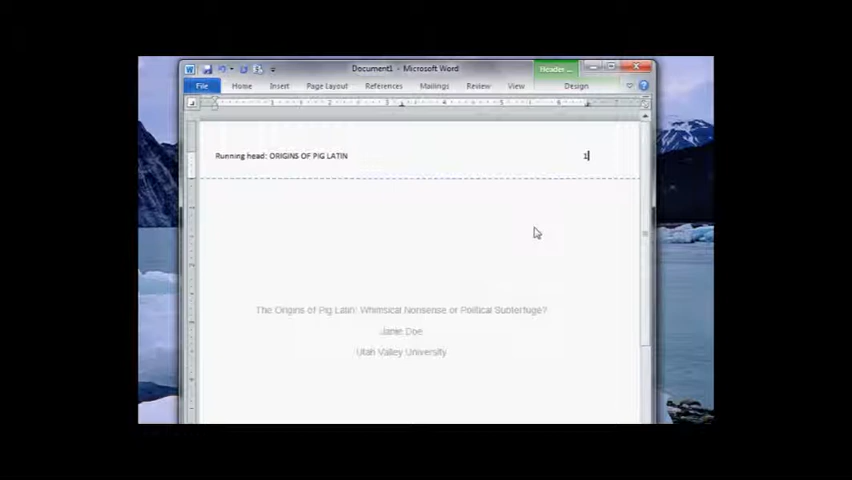 Document1 - Microsoft Word
Header ...
File Home Insert Page Layout References Mailings Review View Design
Running head: ORIGINS OF PIG LATIN 1
The Origins of Pig Latin: Whimsical Nonsense or Political Subterfuge?
Janie Doe
Utah Valley University